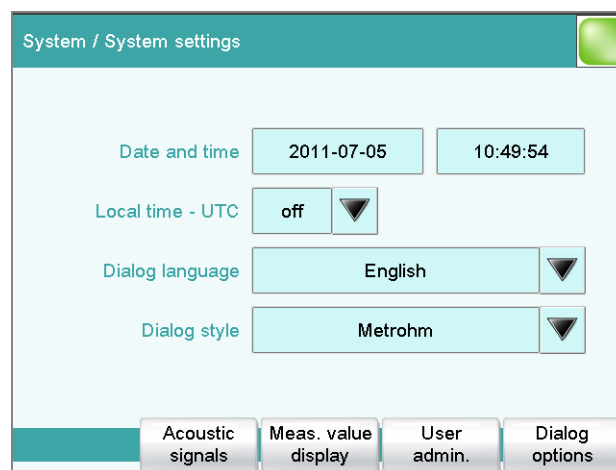 System / System settings
Date and time 2011-07-05 10:49:54
Local time - UTC off
Dialog language English
Dialog style Metrohm
Acoustic signals
Meas. value display
User admin.
Dialog options